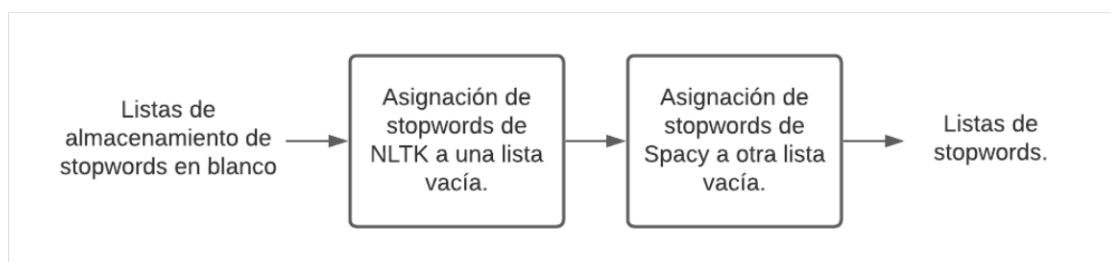 Listas de
almacenamiento de
stopwords en blanco
Asignación de
stopwords de
NLTK a una lista
vacía.
Asignación de
stopwords de
Spacy a otra lista
vacía.
Listas de
stopwords.